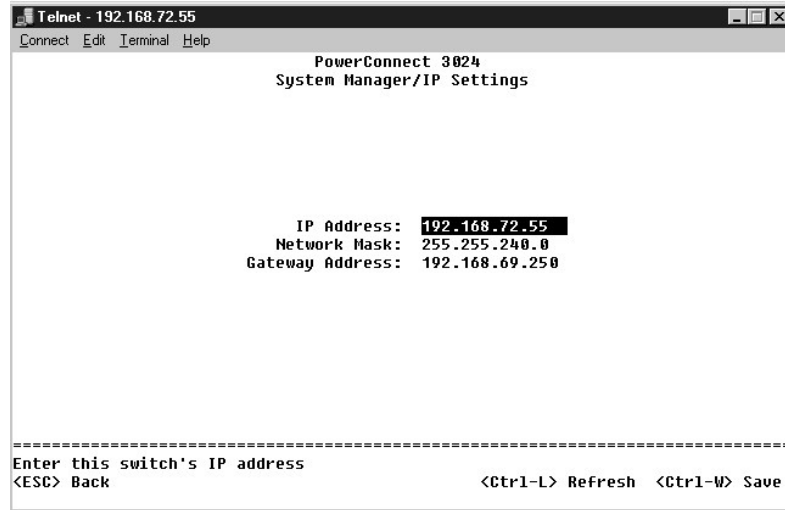 Telnet - 192.168.72.55
Connect Edit Terminal Help
PowerConnect 3024
System Manager/IP Settings
IP Address: 192.168.72.55
Network Mask: 255.255.240.0
Gateway Address: 192.168.69.250
================================================================================
Enter this switch's IP address
<ESC> Back <Ctrl-L> Refresh <Ctrl-W> Save